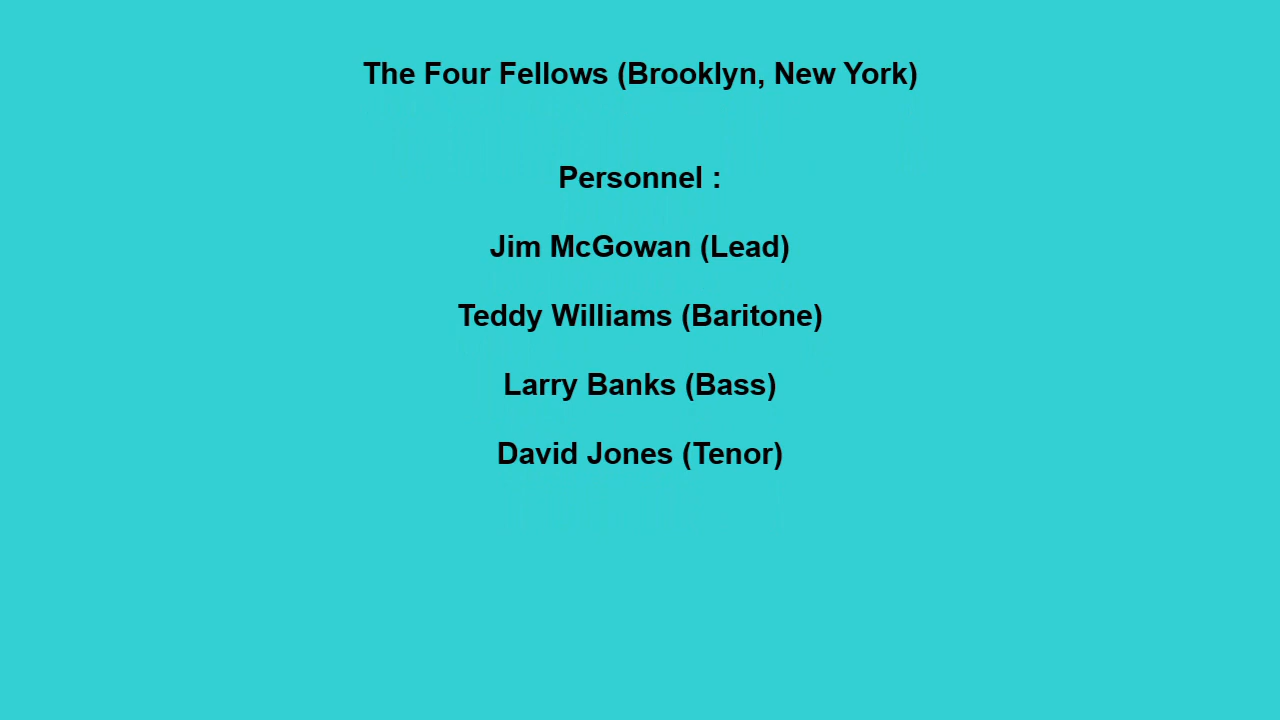 The Four Fellows (Brooklyn, New York)
Personnel :
Jim McGowan (Lead)
Teddy Williams (Baritone)
Larry Banks (Bass)
David Jones (Tenor)